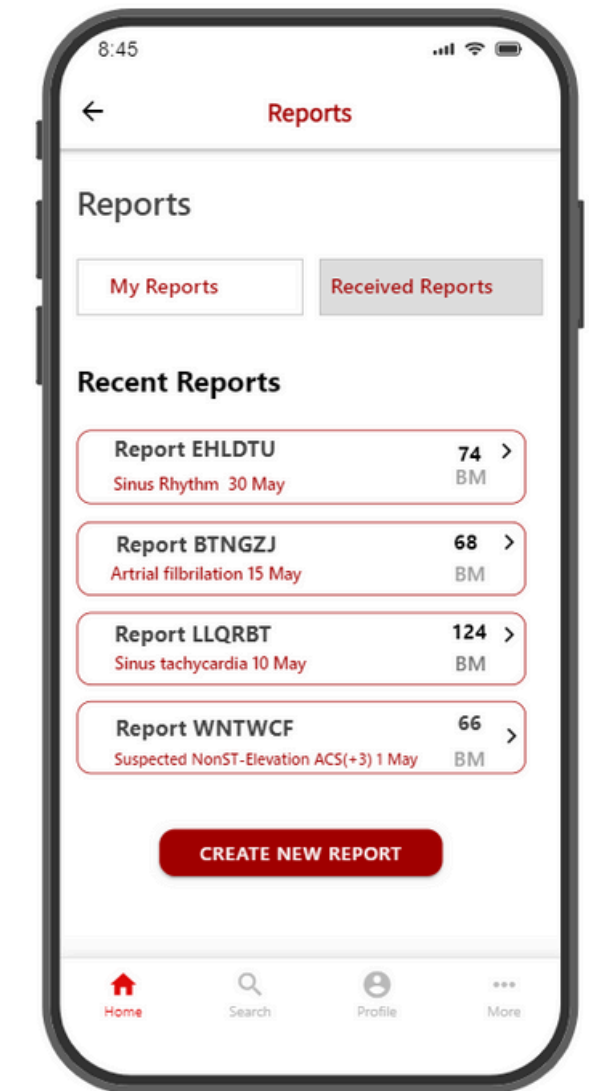 8:45
Reports
Reports
My Reports
Received Reports
Recent Reports
Report EHLDTU
74
Sinus Rhythm 30 May
BM
Report BTNGZJ
68
Artrial filbrilation 15 May
BM
Report LLQRBT
124
Sinus tachycardia 10 May
BM
Report WNTWCF
66
Suspected NonST-Elevation ACS(+3) 1 May
BM
CREATE NEW REPORT
Home
Search
Profile
More